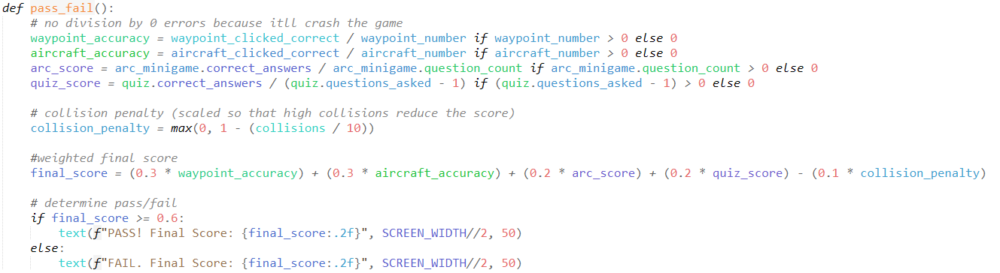 def pass_fail():
    # no division by 0 errors because itll crash the game
    waypoint_accuracy = waypoint_clicked_correct / waypoint_number if waypoint_number > 0 else 0
    aircraft_accuracy = aircraft_clicked_correct / aircraft_number if aircraft_number > 0 else 0
    arc_score = arc_minigame.correct_answers / arc_minigame.question_count if arc_minigame.question_count > 0 else 0
    quiz_score = quiz.correct_answers / (quiz.questions_asked - 1) if (quiz.questions_asked - 1) > 0 else 0

    # collision penalty (scaled so that high collisions reduce the score)
    collision_penalty = max(0, 1 - (collisions / 10))

    #weighted final score
    final_score = (0.3 * waypoint_accuracy) + (0.3 * aircraft_accuracy) + (0.2 * arc_score) + (0.2 * quiz_score) - (0.1 * collision_penalty)

    # determine pass/fail
    if final_score >= 0.6:
        text(f"PASS! Final Score: {final_score:.2f}", SCREEN_WIDTH//2, 50)
    else:
        text(f"FAIL. Final Score: {final_score:.2f}", SCREEN_WIDTH//2, 50)